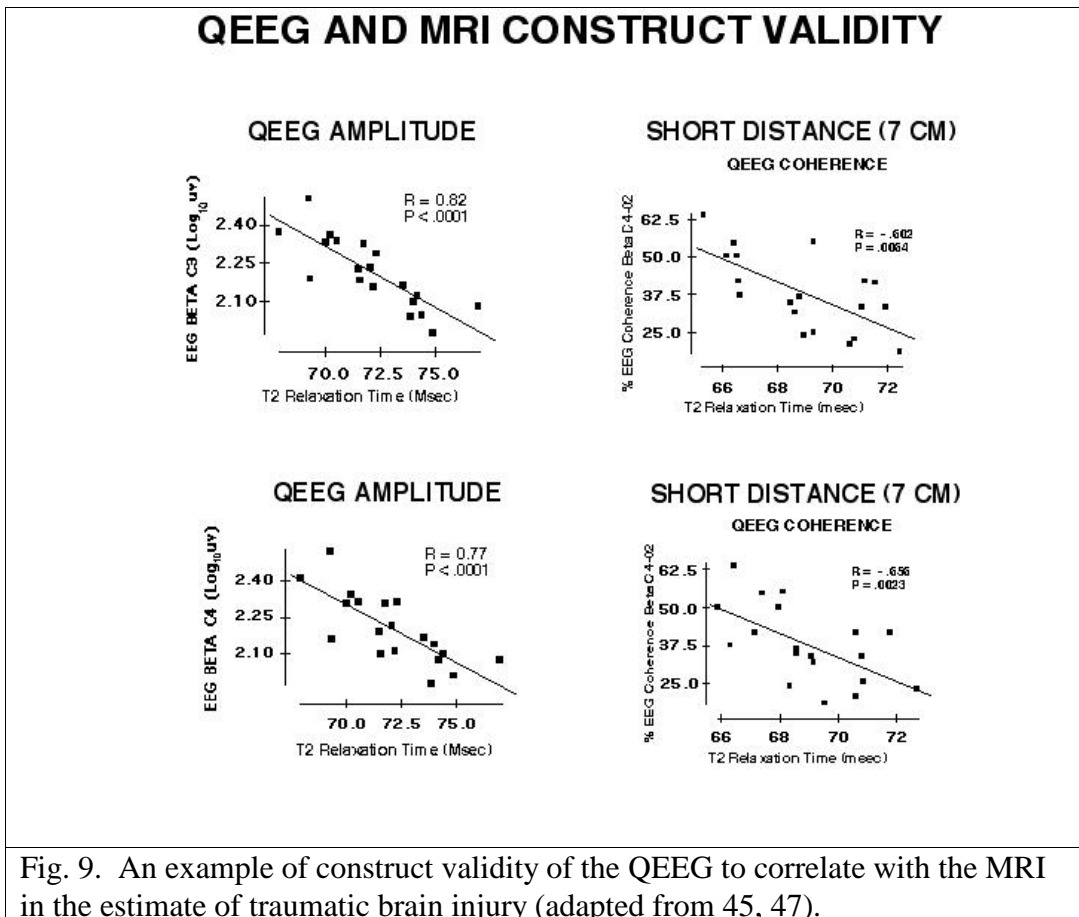 QEEG AND MRI CONSTRUCT VALIDITY
QEEG AMPLITUDE
R = 0.82
P < .0001
EEG BETA C3 (Log10uv)
2.40
2.25
2.10
70.0 72.5 75.0
T2 Relaxation Time (Msec)
SHORT DISTANCE (7 CM)
QEEG COHERENCE
R = -.602
P = .0064
% EEG Coherence Beta C4-02
62.5
50.0
37.5
25.0
66 68 70 72
T2 Relaxation Time (msec)
QEEG AMPLITUDE
R = 0.77
P < .0001
EEG BETA C4 (Log10uv)
2.40
2.25
2.10
70.0 72.5 75.0
T2 Relaxation Time (Msec)
SHORT DISTANCE (7 CM)
QEEG COHERENCE
R = -.656
P = .0023
% EEG Coherence Beta C4-02
62.5
50.0
37.5
25.0
66 68 70 72
T2 Relaxation Time (msec)
Fig. 9. An example of construct validity of the QEEG to correlate with the MRI
in the estimate of traumatic brain injury (adapted from 45, 47).